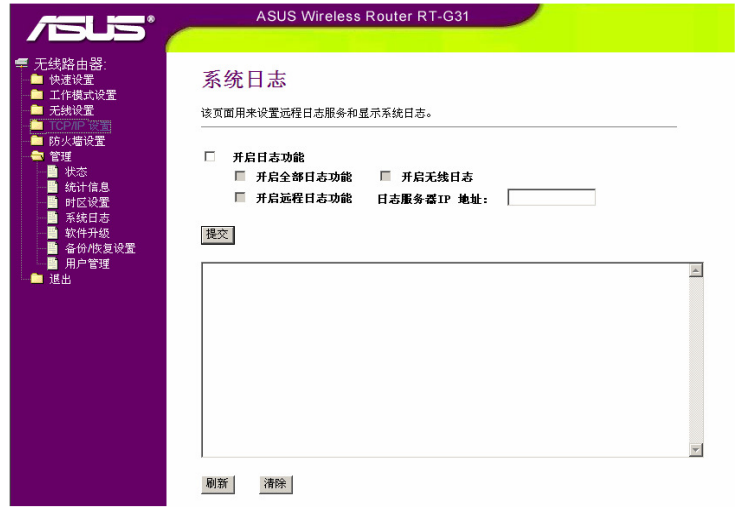 ASUS®
ASUS Wireless Router RT-G31
无线路由器:
快速设置
工作模式设置
无线设置
TCP/IP 设置
防火墙设置
管理
状态
统计信息
时区设置
系统日志
软件升级
备份/恢复设置
用户管理
退出
系统日志
该页面用来设置远程日志服务和显示系统日志。
开启日志功能
开启全部日志功能 开启无线日志
开启远程日志功能 日志服务器IP 地址:
提交
刷新 清除